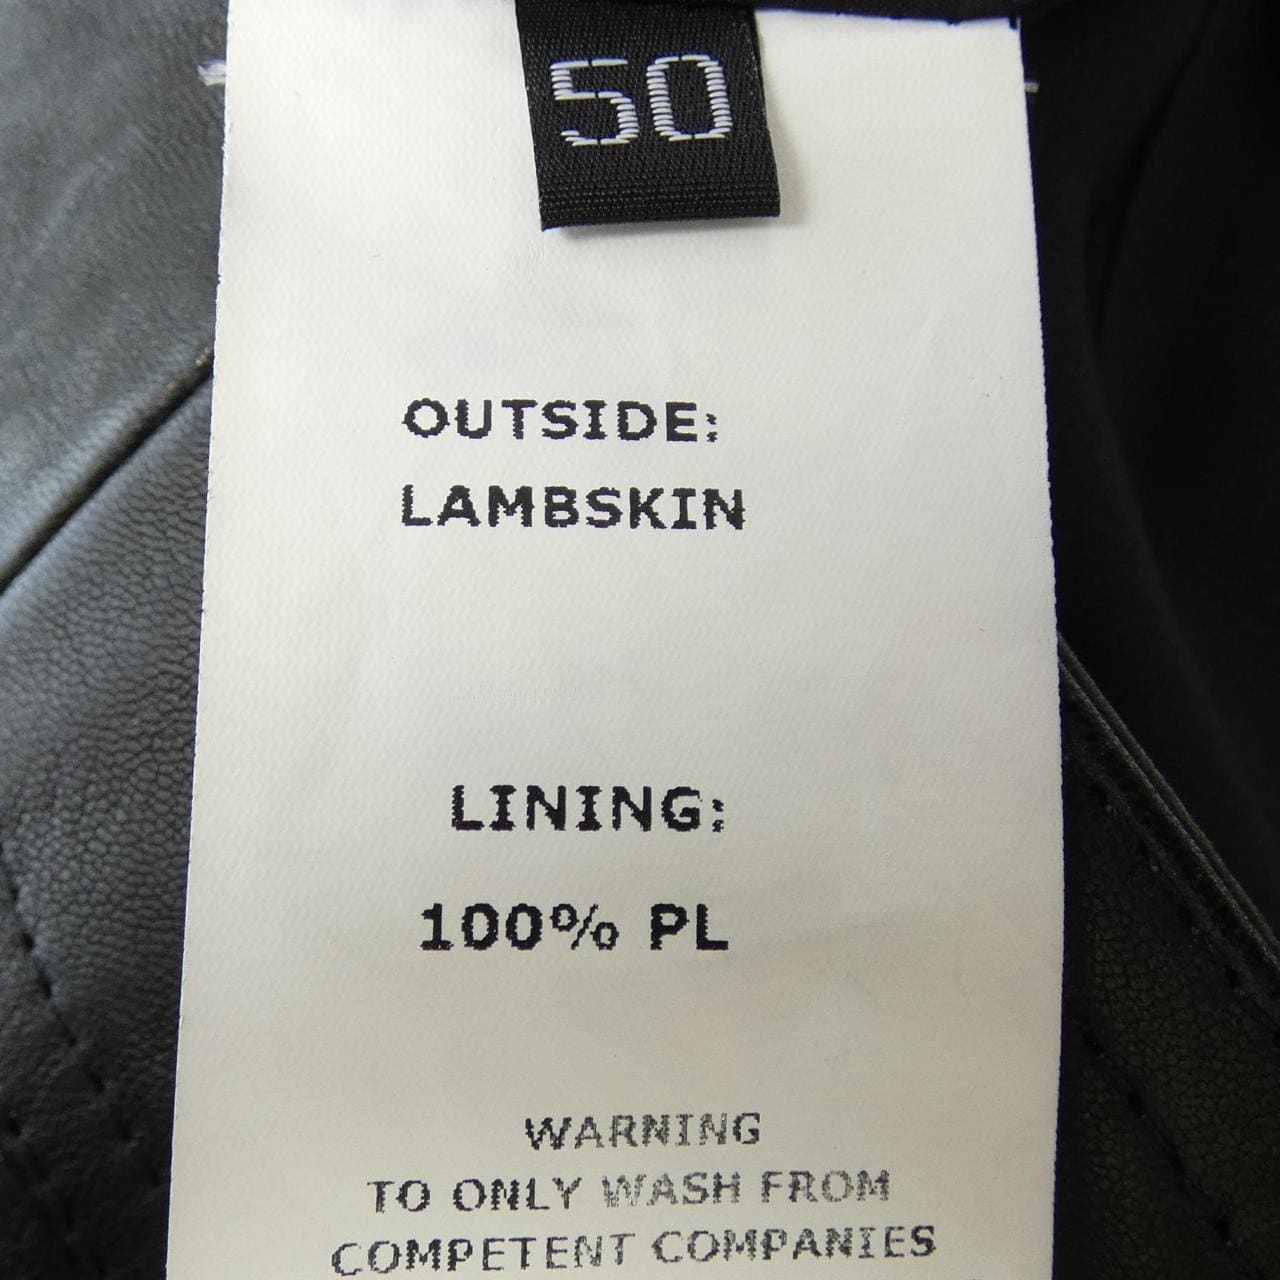 50
OUTSIDE:
LAMBSKIN
LINING:
100% PL
WARNING
TO ONLY WASH FROM
COMPETENT COMPANIES